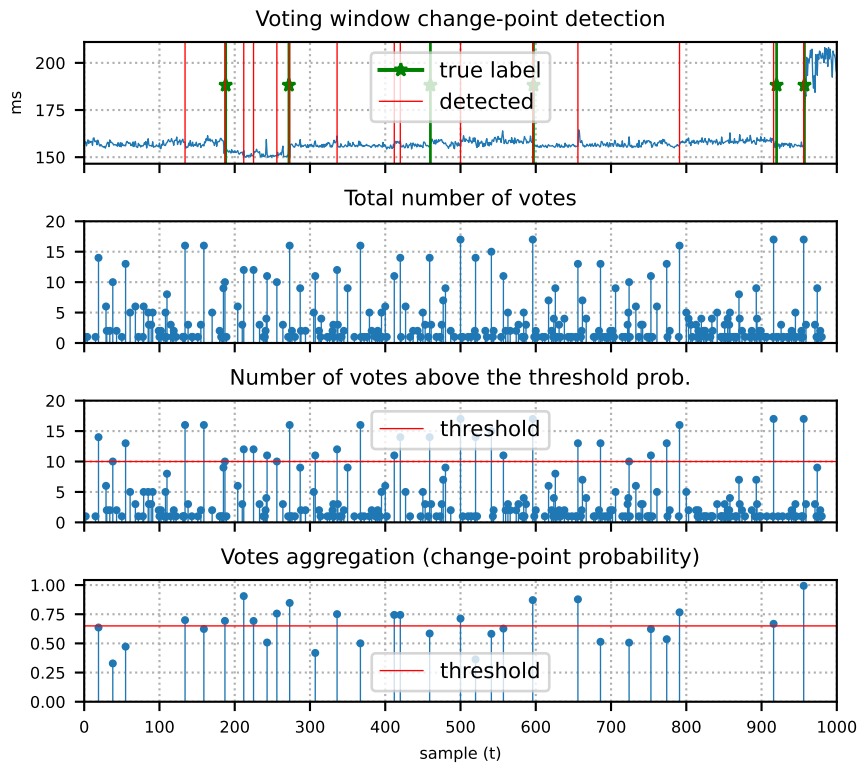 Voting window change-point detection
200
175
150
ms
true label
detected
Total number of votes
20
15
10
5
0
Number of votes above the threshold prob.
20
15
10
5
0
threshold
Votes aggregation (change-point probability)
1.00
0.75
0.50
0.25
0.00
threshold
0 100 200 300 400 500 600 700 800 900 1000
sample (t)